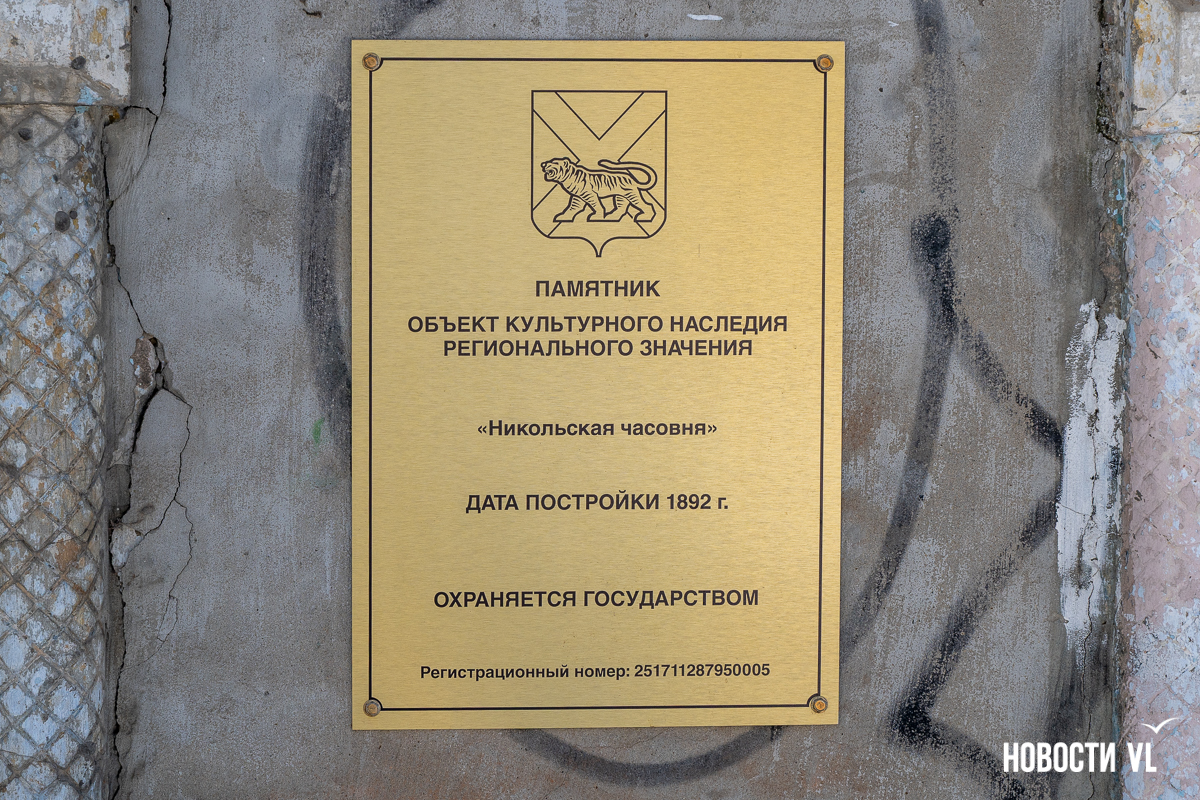 ПАМЯТНИК
ОБЪЕКТ КУЛЬТУРНОГО НАСЛЕДИЯ
РЕГИОНАЛЬНОГО ЗНАЧЕНИЯ
«Никольская часовня»
ДАТА ПОСТРОЙКИ 1892 г.
ОХРАНЯЕТСЯ ГОСУДАРСТВОМ
Регистрационный номер: 251711287950005
НОВОСТИ VL